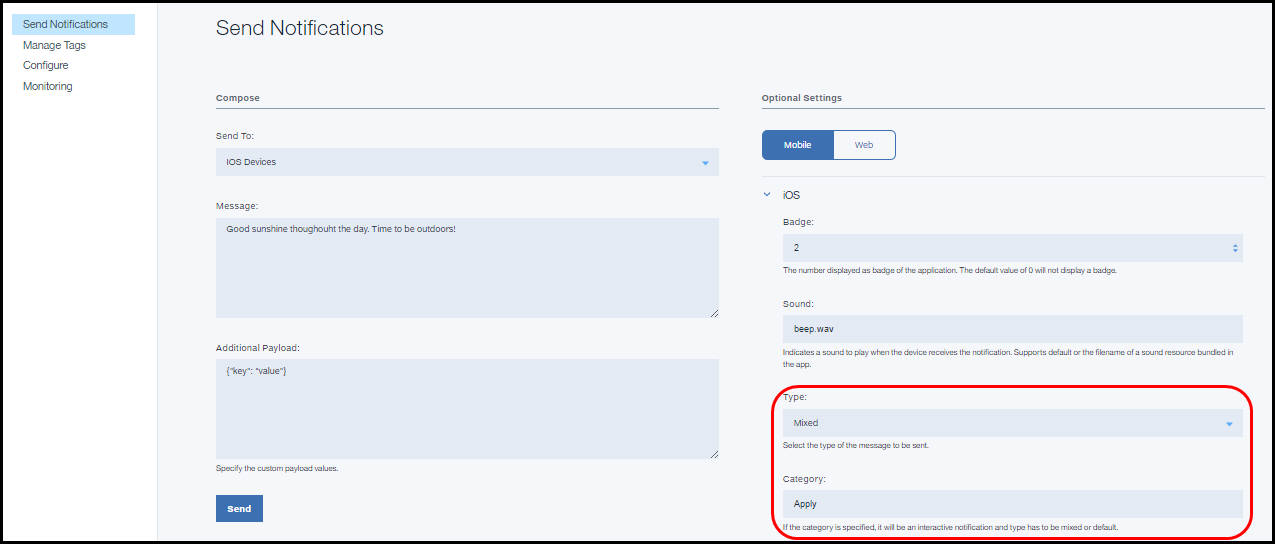 Send Notifications
Manage Tags
Configure
Monitoring
Send Notifications
Compose
Send To:
IOS Devices
Message:
Good sunshine thoughouht the day. Time to be outdoors!
Additional Payload:
{"key": "value"}
Specify the custom payload values.
Send
Optional Settings
Mobile
Web
iOS
Badge:
2
The number displayed as badge of the application. The default value of 0 will not display a badge.
Sound:
beep.wav
Indicates a sound to play when the device receives the notification. Supports default or the filename of a sound resource bundled in
the app.
Type:
Mixed
Select the type of the message to be sent.
Category:
Apply
If the category is specified, it will be an interactive notification and type has to be mixed or default.